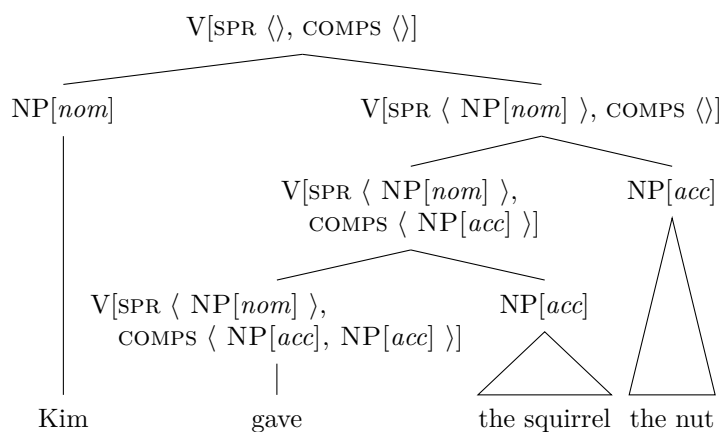 V[SPR ⟨⟩, COMPS ⟨⟩]
NP[nom] V[SPR ⟨ NP[nom] ⟩, COMPS ⟨⟩]
V[SPR ⟨ NP[nom] ⟩, NP[acc]
COMPS ⟨ NP[acc] ⟩]
V[SPR ⟨ NP[nom] ⟩, NP[acc]
COMPS ⟨ NP[acc], NP[acc] ⟩]
Kim gave the squirrel the nut